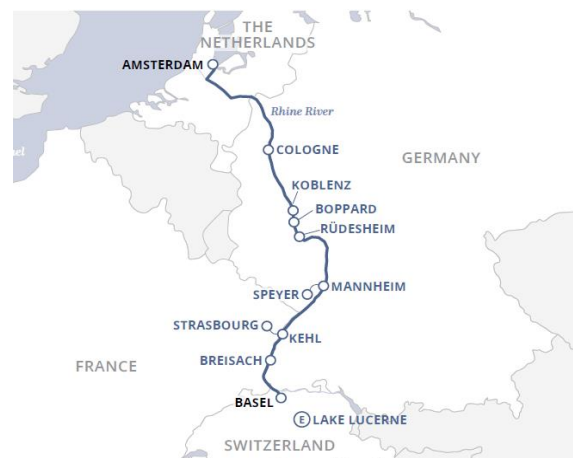 THE
NETHERLANDS
AMSTERDAM
Rhine River
COLOGNE
GERMANY
KOBLENZ
BOPPARD
RÜDESHEIM
MANNHEIM
SPEYER
STRASBOURG
KEHL
BREISACH
FRANCE
BASEL
E LAKE LUCERNE
SWITZERLAND